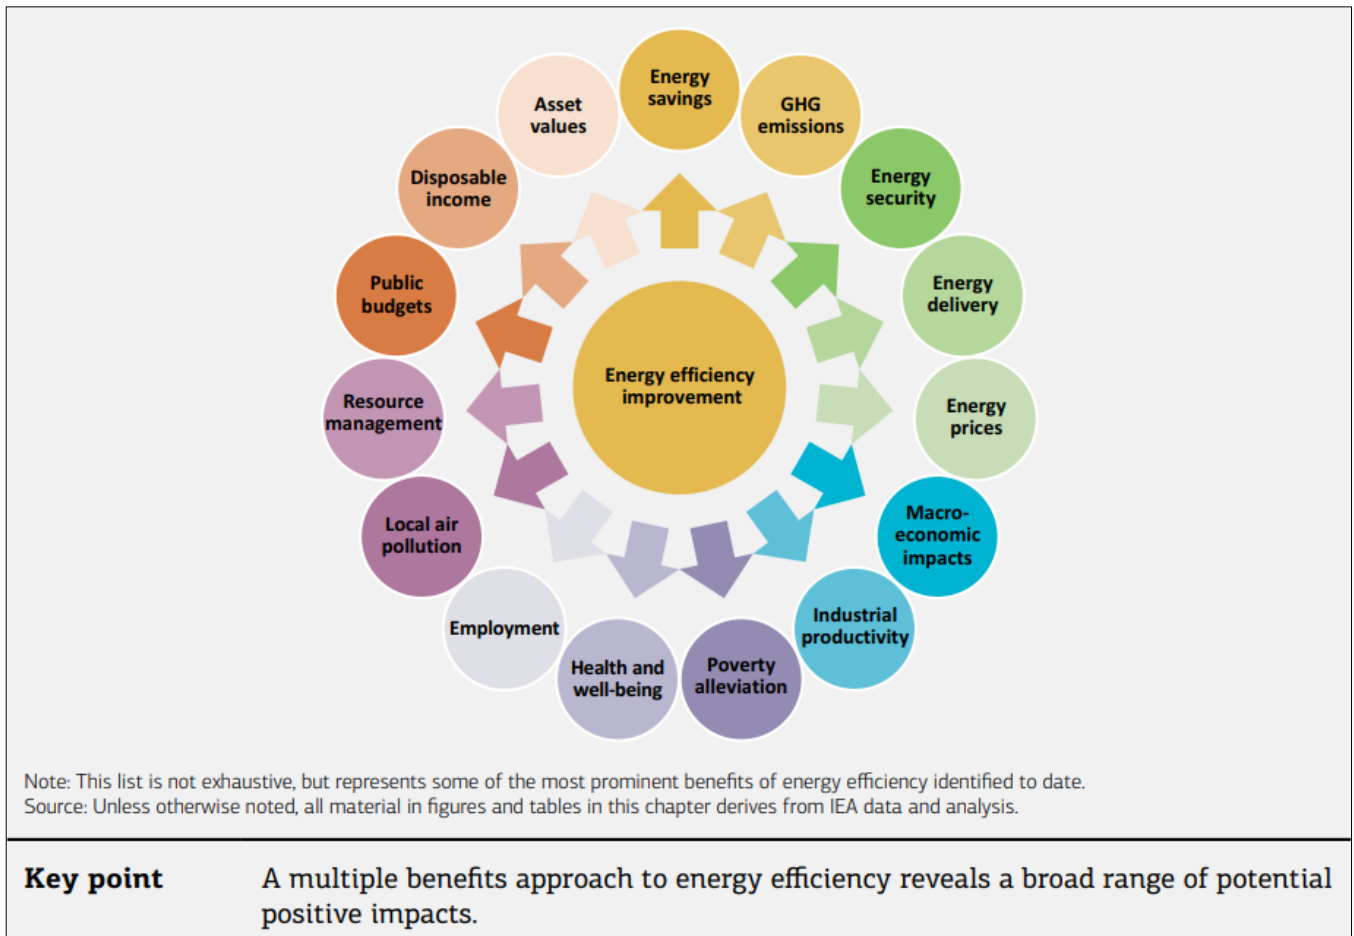 Energy
savings
GHG
emissions
Energy
security
Energy
delivery
Energy
prices
Macro-
economic
impacts
Industrial
productivity
Poverty
alleviation
Health and
well-being
Employment
Local air
pollution
Resource
management
Public
budgets
Disposable
income
Asset
values
Energy efficiency
improvement
Note: This list is not exhaustive, but represents some of the most prominent benefits of energy efficiency identified to date.
Source: Unless otherwise noted, all material in figures and tables in this chapter derives from IEA data and analysis.
Key point A multiple benefits approach to energy efficiency reveals a broad range of potential
positive impacts.